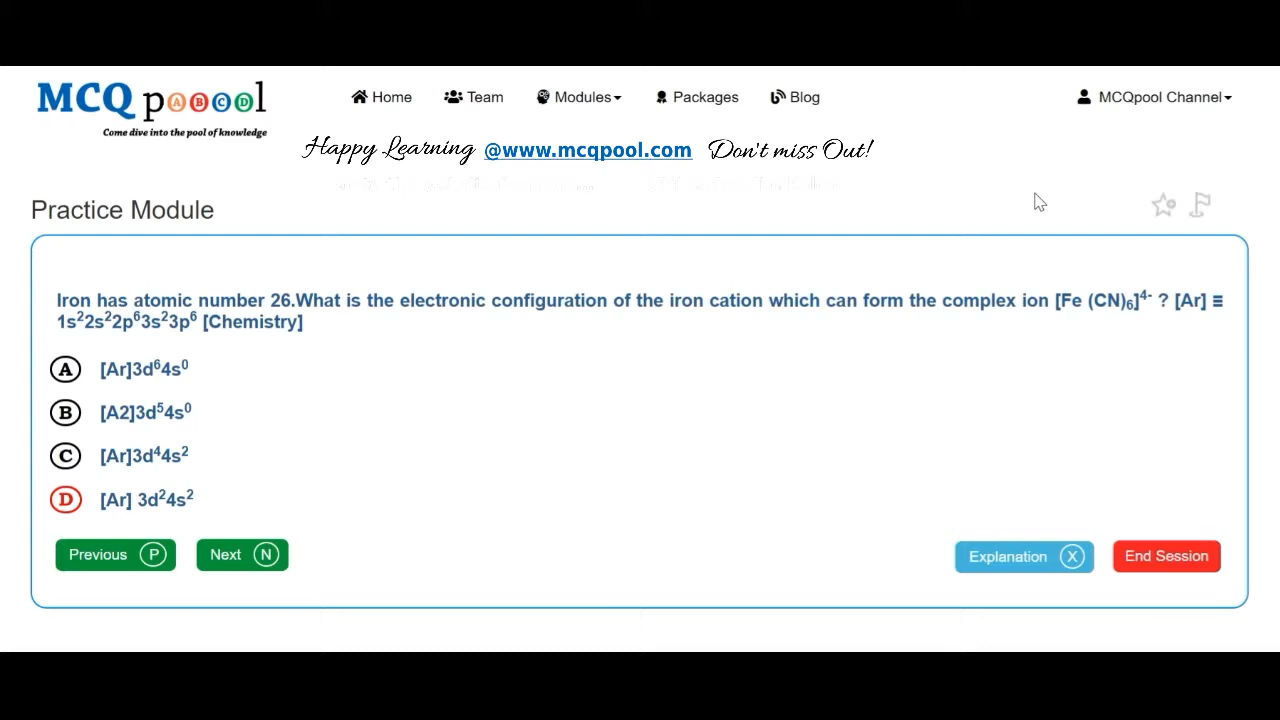 MCQ pooool
Come dive into the pool of knowledge
Home Team Modules Packages Blog MCQpool Channel
Happy Learning @www.mcqpool.com Don't miss Out!
Practice Module
Iron has atomic number 26.What is the electronic configuration of the iron cation which can form the complex ion [Fe (CN)₆]⁴⁻ ? [Ar] ≡
1s²2s²2p⁶3s²3p⁶ [Chemistry]
A [Ar]3d⁶4s⁰
B [A2]3d⁵4s⁰
C [Ar]3d⁴4s²
D [Ar] 3d²4s²
Previous P Next N Explanation X End Session